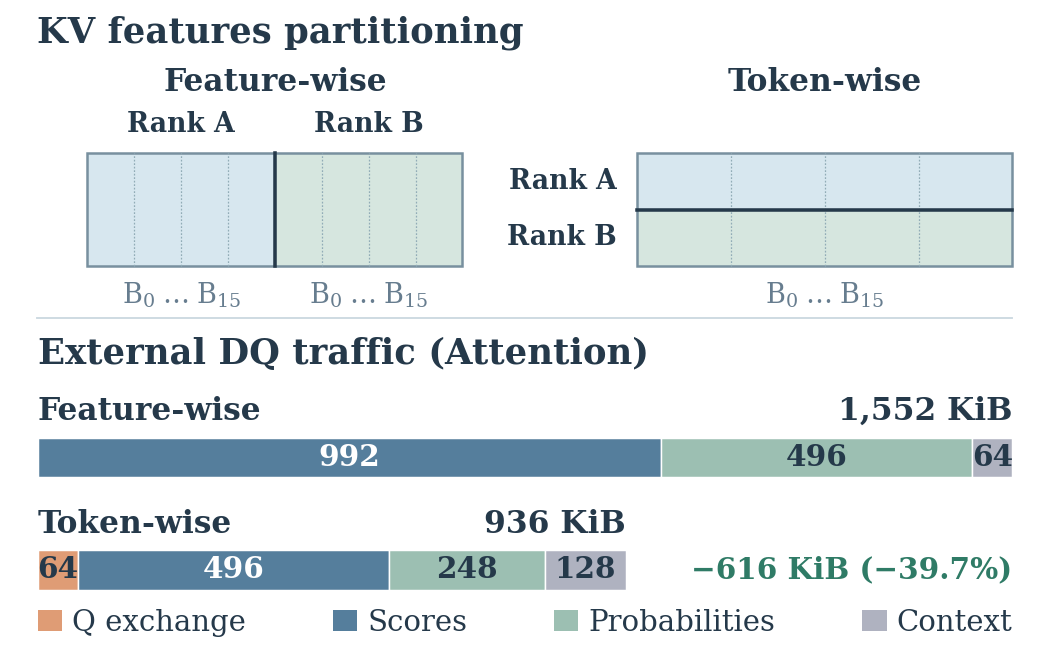 KV features partitioning
Feature-wise
Token-wise
Rank A
Rank B
Rank A
Rank B
B₀ … B₁₅
B₀ … B₁₅
B₀ … B₁₅
External DQ traffic (Attention)
Feature-wise
1,552 KiB
992
496
64
Token-wise
936 KiB
64
496
248
128
−616 KiB (−39.7%)
Q exchange
Scores
Probabilities
Context